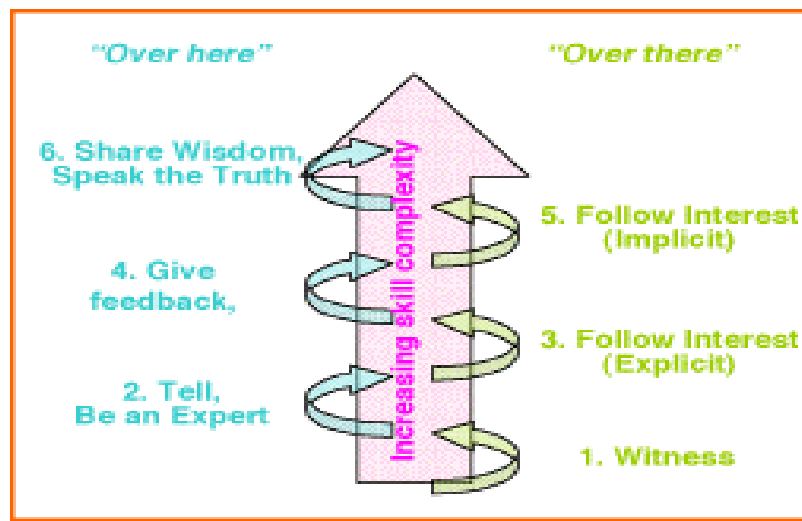 “Over here”
“Over there”
6. Share Wisdom,
Speak the Truth
5. Follow Interest
(Implicit)
4. Give
feedback,
3. Follow Interest
(Explicit)
2. Tell,
Be an Expert
1. Witness
Increasing skill complexity